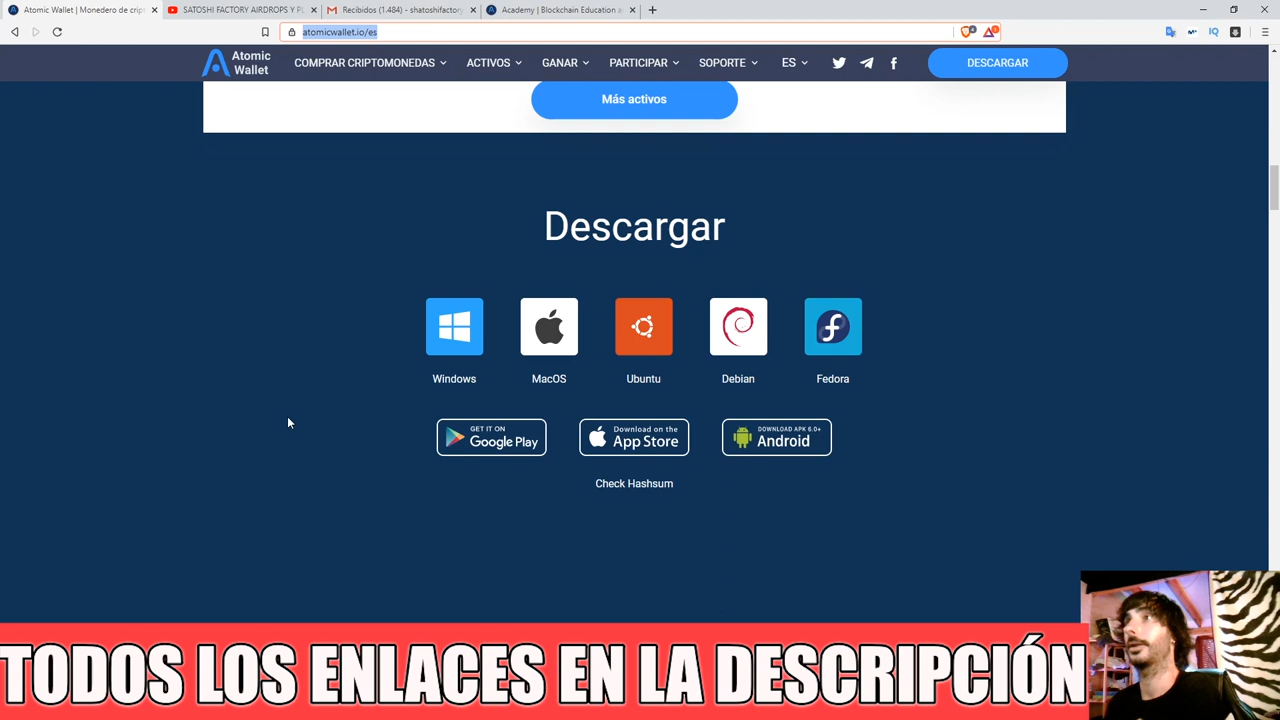 Atomic Wallet | Monedero de crip
SATOSHI FACTORY AIRDROPS Y P
Recibidos (1.484) - shatoshifactory
Academy | Blockchain Education a
atomicwallet.io/es
Atomic
Wallet
COMPRAR CRIPTOMONEDAS
ACTIVOS
GANAR
PARTICIPAR
SOPORTE
ES
DESCARGAR
Más activos
Descargar
Windows
MacOS
Ubuntu
Debian
Fedora
GET IT ON
Google Play
Download on the
App Store
DOWNLOAD APK 6.0+
Android
Check Hashsum
TODOS LOS ENLACES EN LA DESCRIPCIÓN